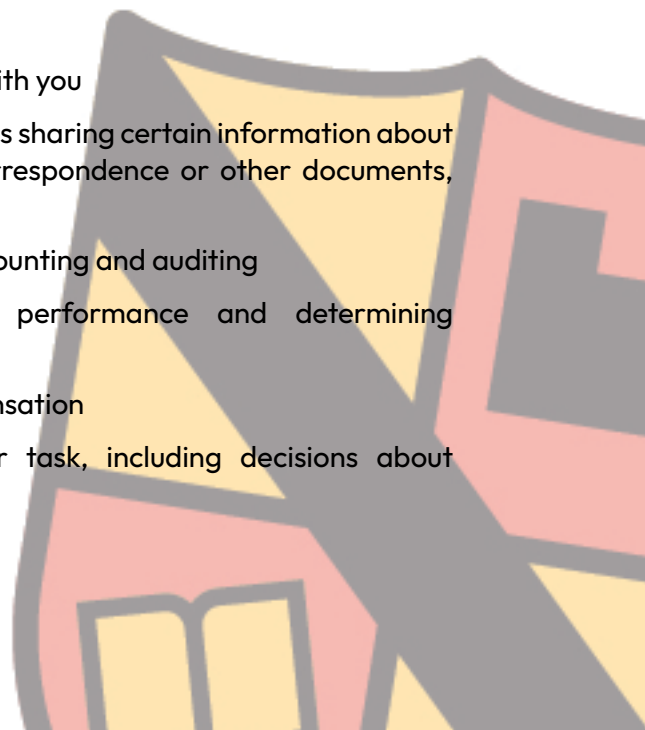 with you
s sharing certain information about
respondence or other documents,
ounting and auditing
performance and determining
nsation
r task, including decisions about